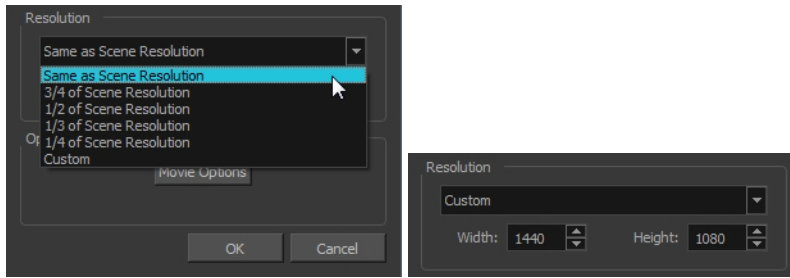 Resolution
Same as Scene Resolution
Same as Scene Resolution
3/4 of Scene Resolution
1/2 of Scene Resolution
1/3 of Scene Resolution
1/4 of Scene Resolution
Custom
Op
Movie Options
OK Cancel
Resolution
Custom
Width: 1440 Height: 1080